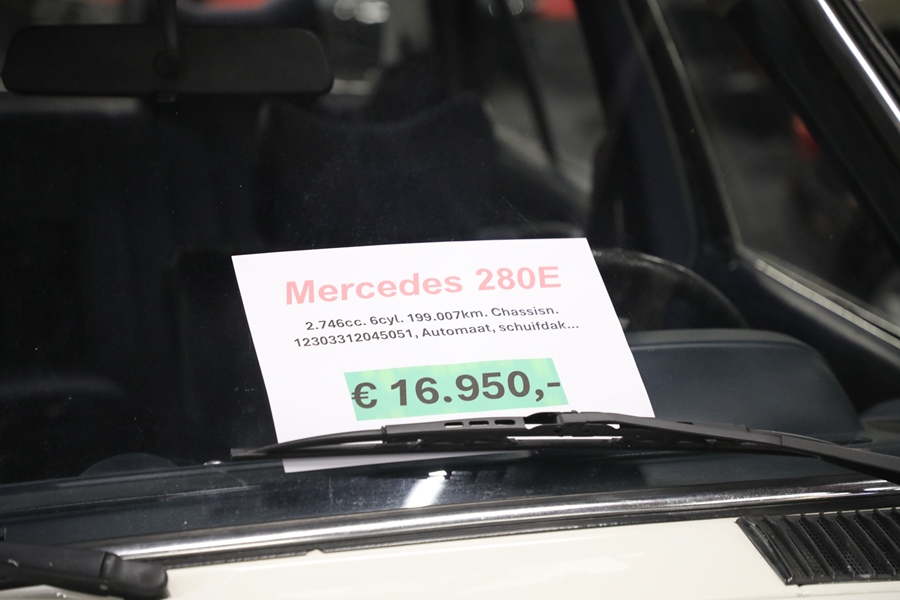 Mercedes 280E
2.746cc. 6cyl. 199.007km. Chassisn.
12303312045051, Automaat, schuifdak...
€ 16.950,-